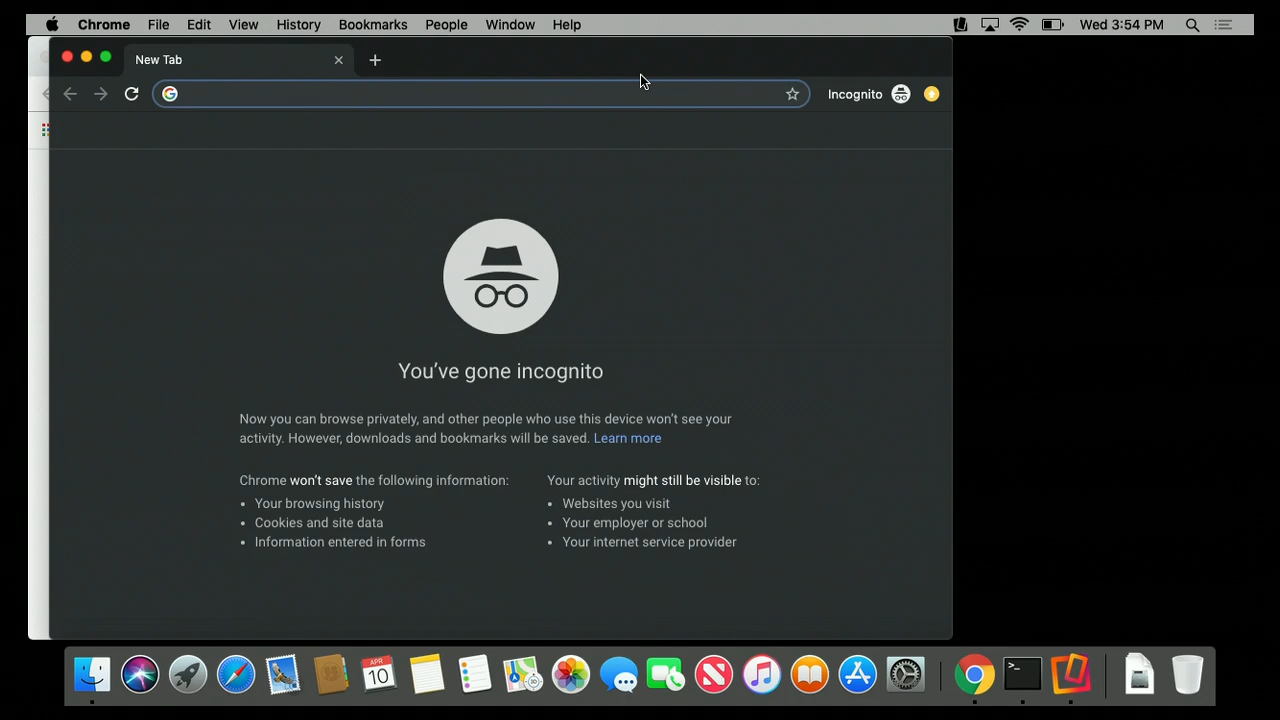 Chrome File Edit View History Bookmarks People Window Help Wed 3:54 PM
New Tab
Incognito
You've gone incognito
Now you can browse privately, and other people who use this device won't see your
activity. However, downloads and bookmarks will be saved. Learn more
Chrome won't save the following information:
• Your browsing history
• Cookies and site data
• Information entered in forms
Your activity might still be visible to:
• Websites you visit
• Your employer or school
• Your internet service provider
APR
10